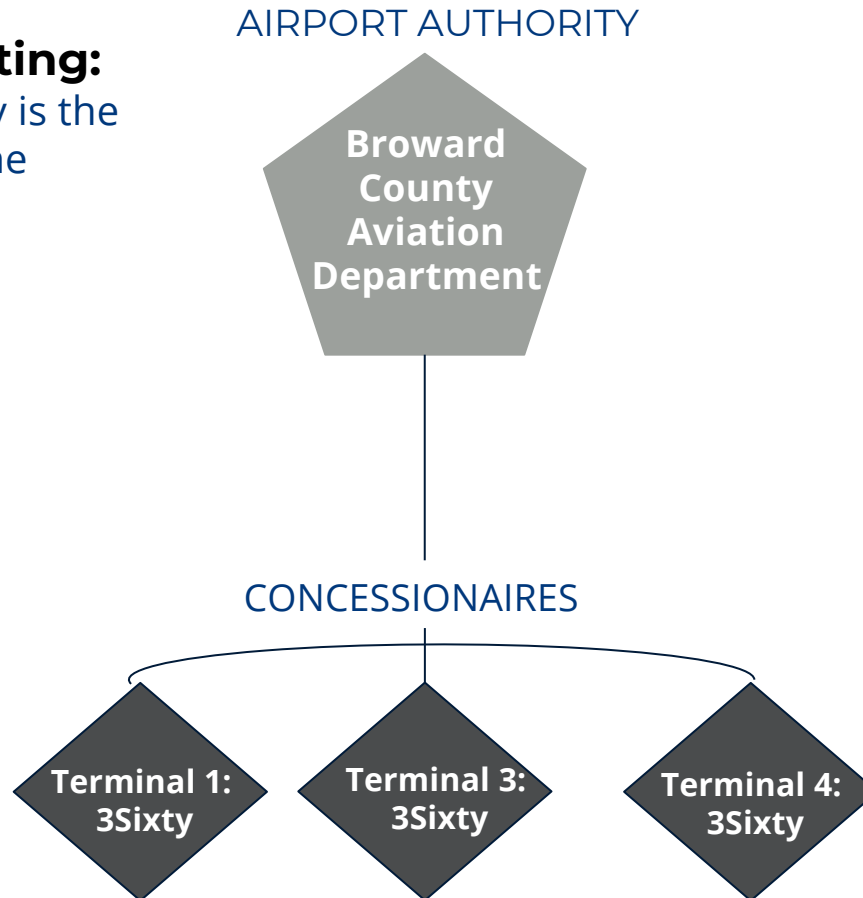 AIRPORT AUTHORITY
ting:
y is the
ne
Broward
County
Aviation
Department
CONCESSIONAIRES
Terminal 1:
3Sixty
Terminal 3:
3Sixty
Terminal 4:
3Sixty